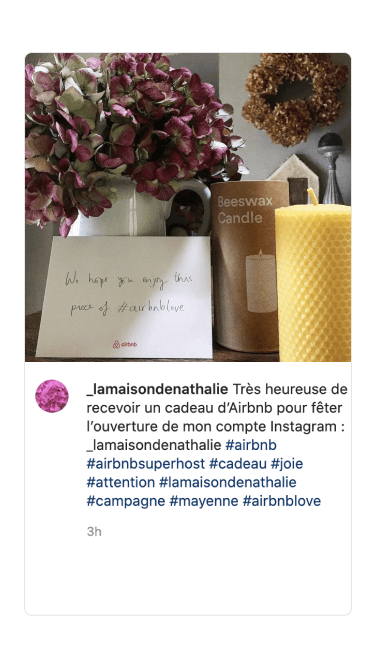 Beeswax
Candle
We hope you enjoy this
piece of #airbnblove
airbnb
_lamaisondenathalie Très heureuse de
recevoir un cadeau d’Airbnb pour fêter
l’ouverture de mon compte Instagram :
_lamaisondenathalie #airbnb
#airbnbsuperhost #cadeau #joie
#attention #lamaisondenathalie
#campagne #mayenne #airbnblove
3h